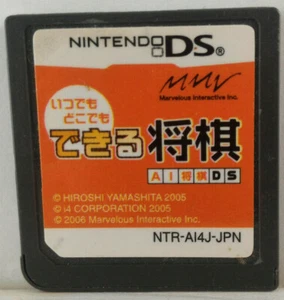 NINTENDO DS®
MMV
Marvelous Interactive Inc.
いつでも
どこでも
できる将棋
AI将棋DS
© HIROSHI YAMASHITA 2005
© i4 CORPORATION 2005
© 2006 Marvelous Interactive Inc.
NTR-AI4J-JPN